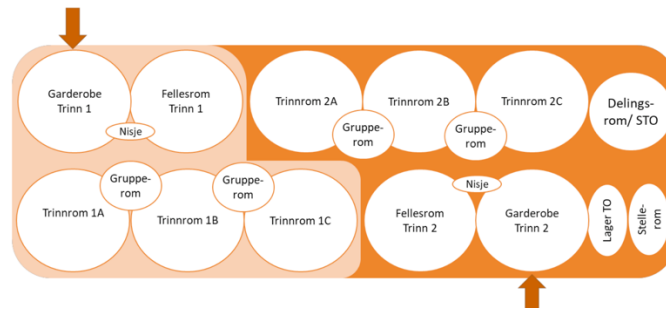 Garderobe
Trinn 1
Fellesrom
Trinn 1
Nisje
Trinnrom 2A
Trinnrom 2B
Trinnrom 2C
Gruppe-
rom
Gruppe-
rom
Delings-
rom/ STO
Trinnrom 1A
Gruppe-
rom
Trinnrom 1B
Gruppe-
rom
Trinnrom 1C
Fellesrom
Trinn 2
Nisje
Garderobe
Trinn 2
Lager TO
Stelle-
rom